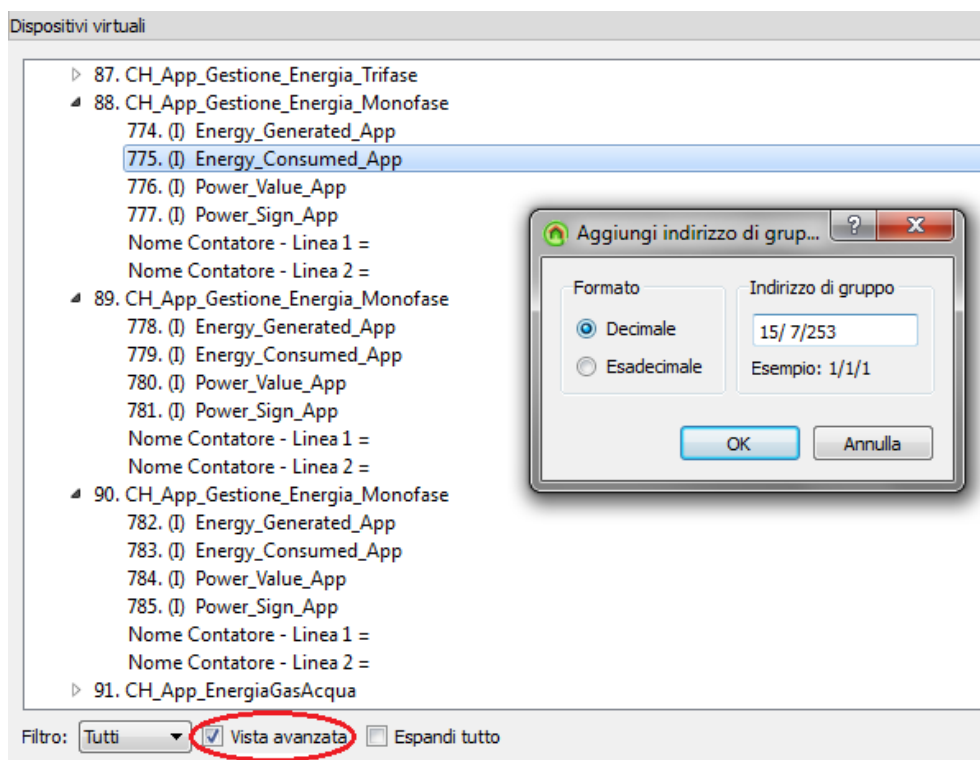 Dispositivi virtuali
87. CH_App_Gestione_Energia_Trifase
88. CH_App_Gestione_Energia_Monofase
774. (I) Energy_Generated_App
775. (I) Energy_Consumed_App
776. (I) Power_Value_App
777. (I) Power_Sign_App
Nome Contatore - Linea 1 =
Nome Contatore - Linea 2 =
89. CH_App_Gestione_Energia_Monofase
778. (I) Energy_Generated_App
779. (I) Energy_Consumed_App
780. (I) Power_Value_App
781. (I) Power_Sign_App
Nome Contatore - Linea 1 =
Nome Contatore - Linea 2 =
90. CH_App_Gestione_Energia_Monofase
782. (I) Energy_Generated_App
783. (I) Energy_Consumed_App
784. (I) Power_Value_App
785. (I) Power_Sign_App
Nome Contatore - Linea 1 =
Nome Contatore - Linea 2 =
91. CH_App_EnergiaGasAcqua
Aggiungi indirizzo di grup... ? X
Formato
Decimale
Esadecimale
Indirizzo di gruppo
15/ 7/253
Esempio: 1/1/1
OK Annulla
Filtro: Tutti Vista avanzata Espandi tutto